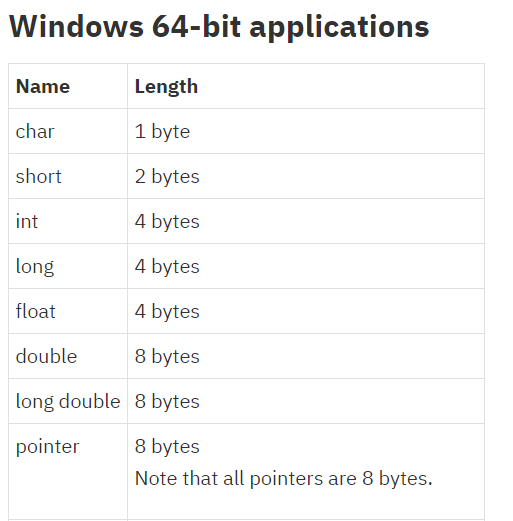 Windows 64-bit applications
Name Length
char 1 byte
short 2 bytes
int 4 bytes
long 4 bytes
float 4 bytes
double 8 bytes
long double 8 bytes
pointer 8 bytes
Note that all pointers are 8 bytes.